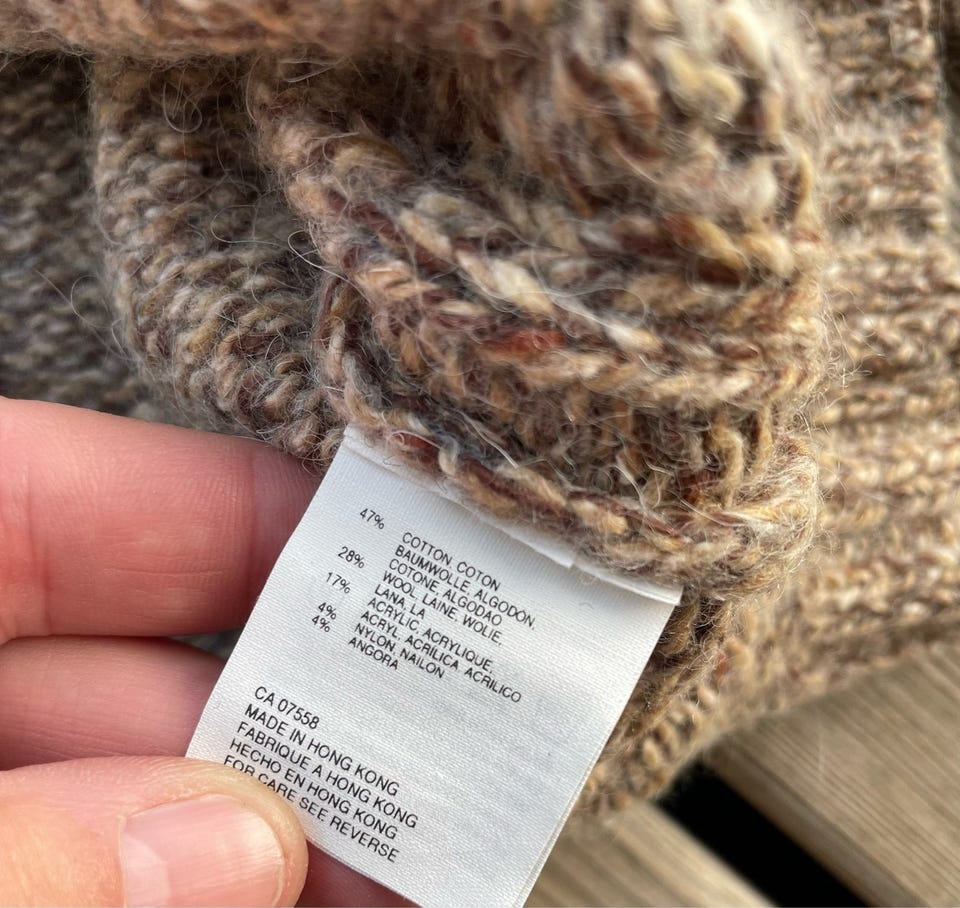 47% COTTON, COTON
BAUMWOLLE, ALGODON,
COTONE, ALGODAO
28% WOOL, LAINE, WOLIE,
LANA, LA
17% ACRYLIC, ACRYLIQUE,
ACRYL, ACRILICA, ACRILICO
4% NYLON, NAILON
4% ANGORA
CA 07558
MADE IN HONG KONG
FABRIQUE A HONG KONG
HECHO EN HONG KONG
FOR CARE SEE REVERSE